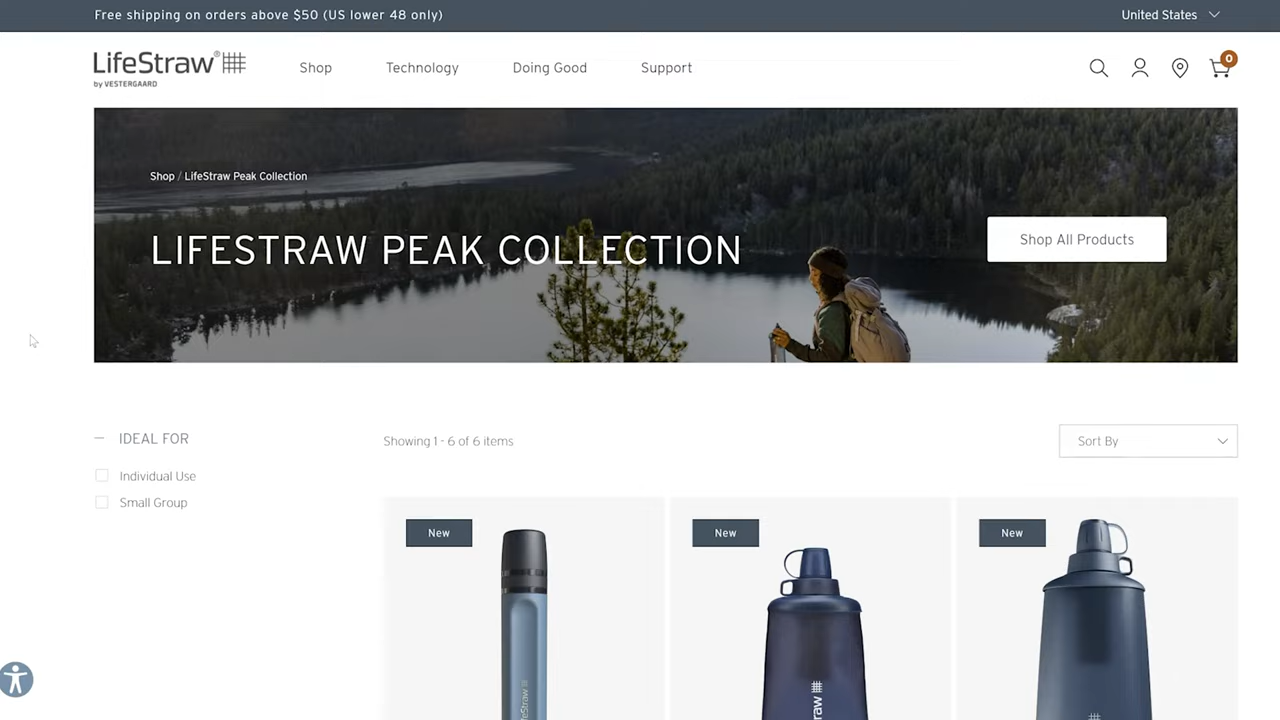 Free shipping on orders above $50 (US lower 48 only)
United States
LifeStraw®
by VESTERGAARD
Shop
Technology
Doing Good
Support
0
Shop / LifeStraw Peak Collection
LIFESTRAW PEAK COLLECTION
Shop All Products
IDEAL FOR
Showing 1 - 6 of 6 items
Sort By
Individual Use
Small Group
New
New
New
LifeStraw
straw